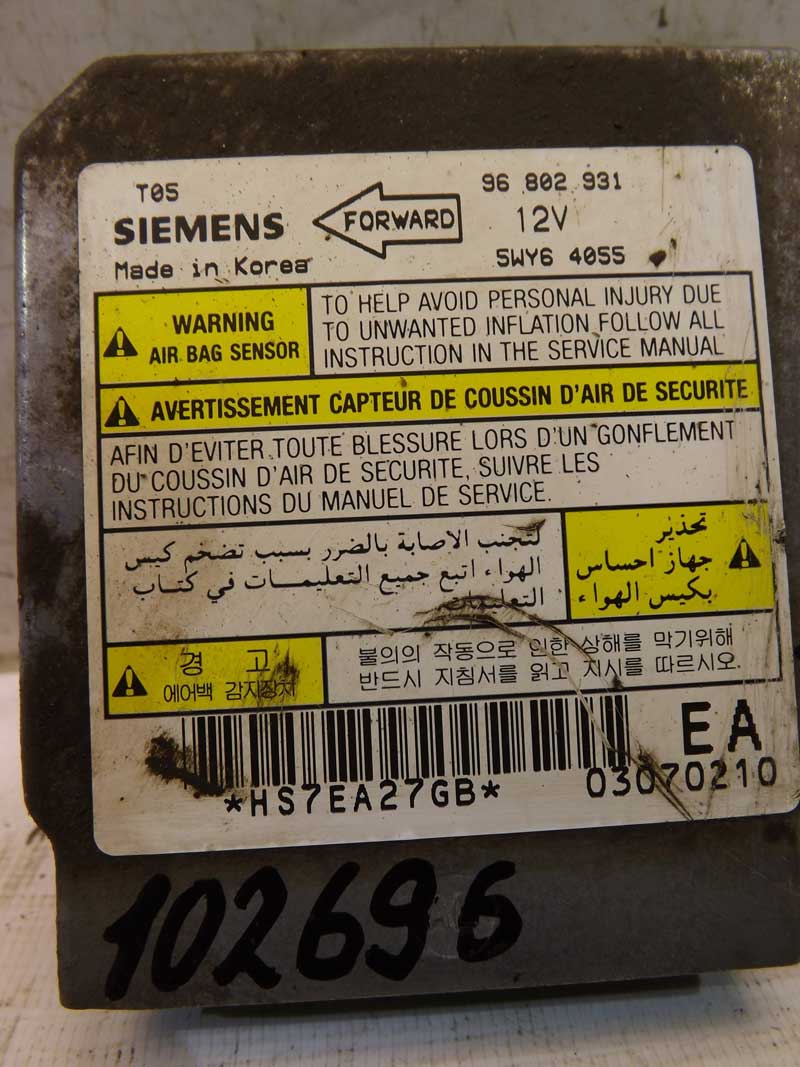 T05
96 802 931
SIEMENS
FORWARD
12V
Made in Korea
5WY6 4055
WARNING
AIR BAG SENSOR
TO HELP AVOID PERSONAL INJURY DUE
TO UNWANTED INFLATION FOLLOW ALL
INSTRUCTION IN THE SERVICE MANUAL
AVERTISSEMENT CAPTEUR DE COUSSIN D'AIR DE SECURITE
AFIN D'EVITER TOUTE BLESSURE LORS D'UN GONFLEMENT
DU COUSSIN D'AIR DE SECURITE, SUIVRE LES
INSTRUCTIONS DU MANUEL DE SERVICE.
تحذير
جهاز احساس
بكيس الهواء
لتجنب الاصابة بالضرر بسبب تضخم كيس
الهواء اتبع جميع التعليمات في كتاب
التعليمات
경 고
에어백 감지장치
불의의 작동으로 인한 상해를 막기위해
반드시 지침서를 읽고 지시를 따르시오.
EA
*HS7EA27GB*
03070210
102696